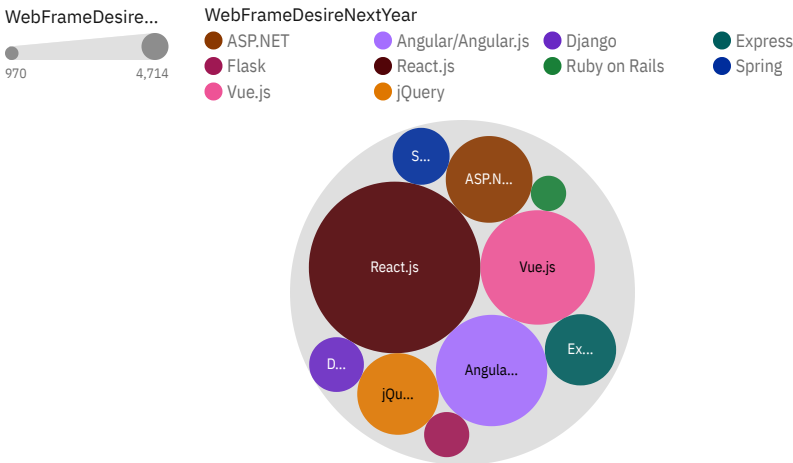 WebFrameDesire...
970
4,714
WebFrameDesireNextYear
ASP.NET
Angular/Angular.js
Django
Express
Flask
React.js
Ruby on Rails
Spring
Vue.js
jQuery
S...
ASP.N...
React.js
Vue.js
Ex...
D...
Angula...
jQu...